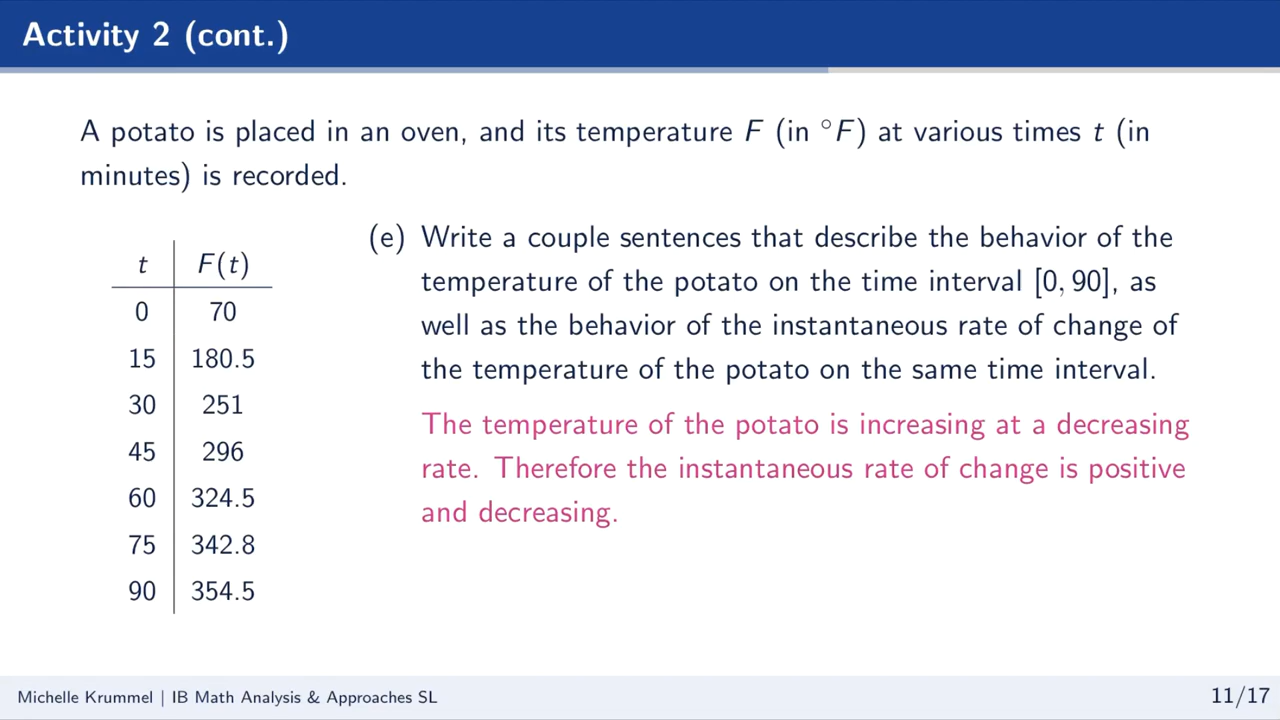 Activity 2 (cont.)
A potato is placed in an oven, and its temperature F (in °F) at various times t (in
minutes) is recorded.
t F(t)
0 70
15 180.5
30 251
45 296
60 324.5
75 342.8
90 354.5
(e) Write a couple sentences that describe the behavior of the
temperature of the potato on the time interval [0, 90], as
well as the behavior of the instantaneous rate of change of
the temperature of the potato on the same time interval.
The temperature of the potato is increasing at a decreasing
rate. Therefore the instantaneous rate of change is positive
and decreasing.
Michelle Krummel | IB Math Analysis & Approaches SL
11/17